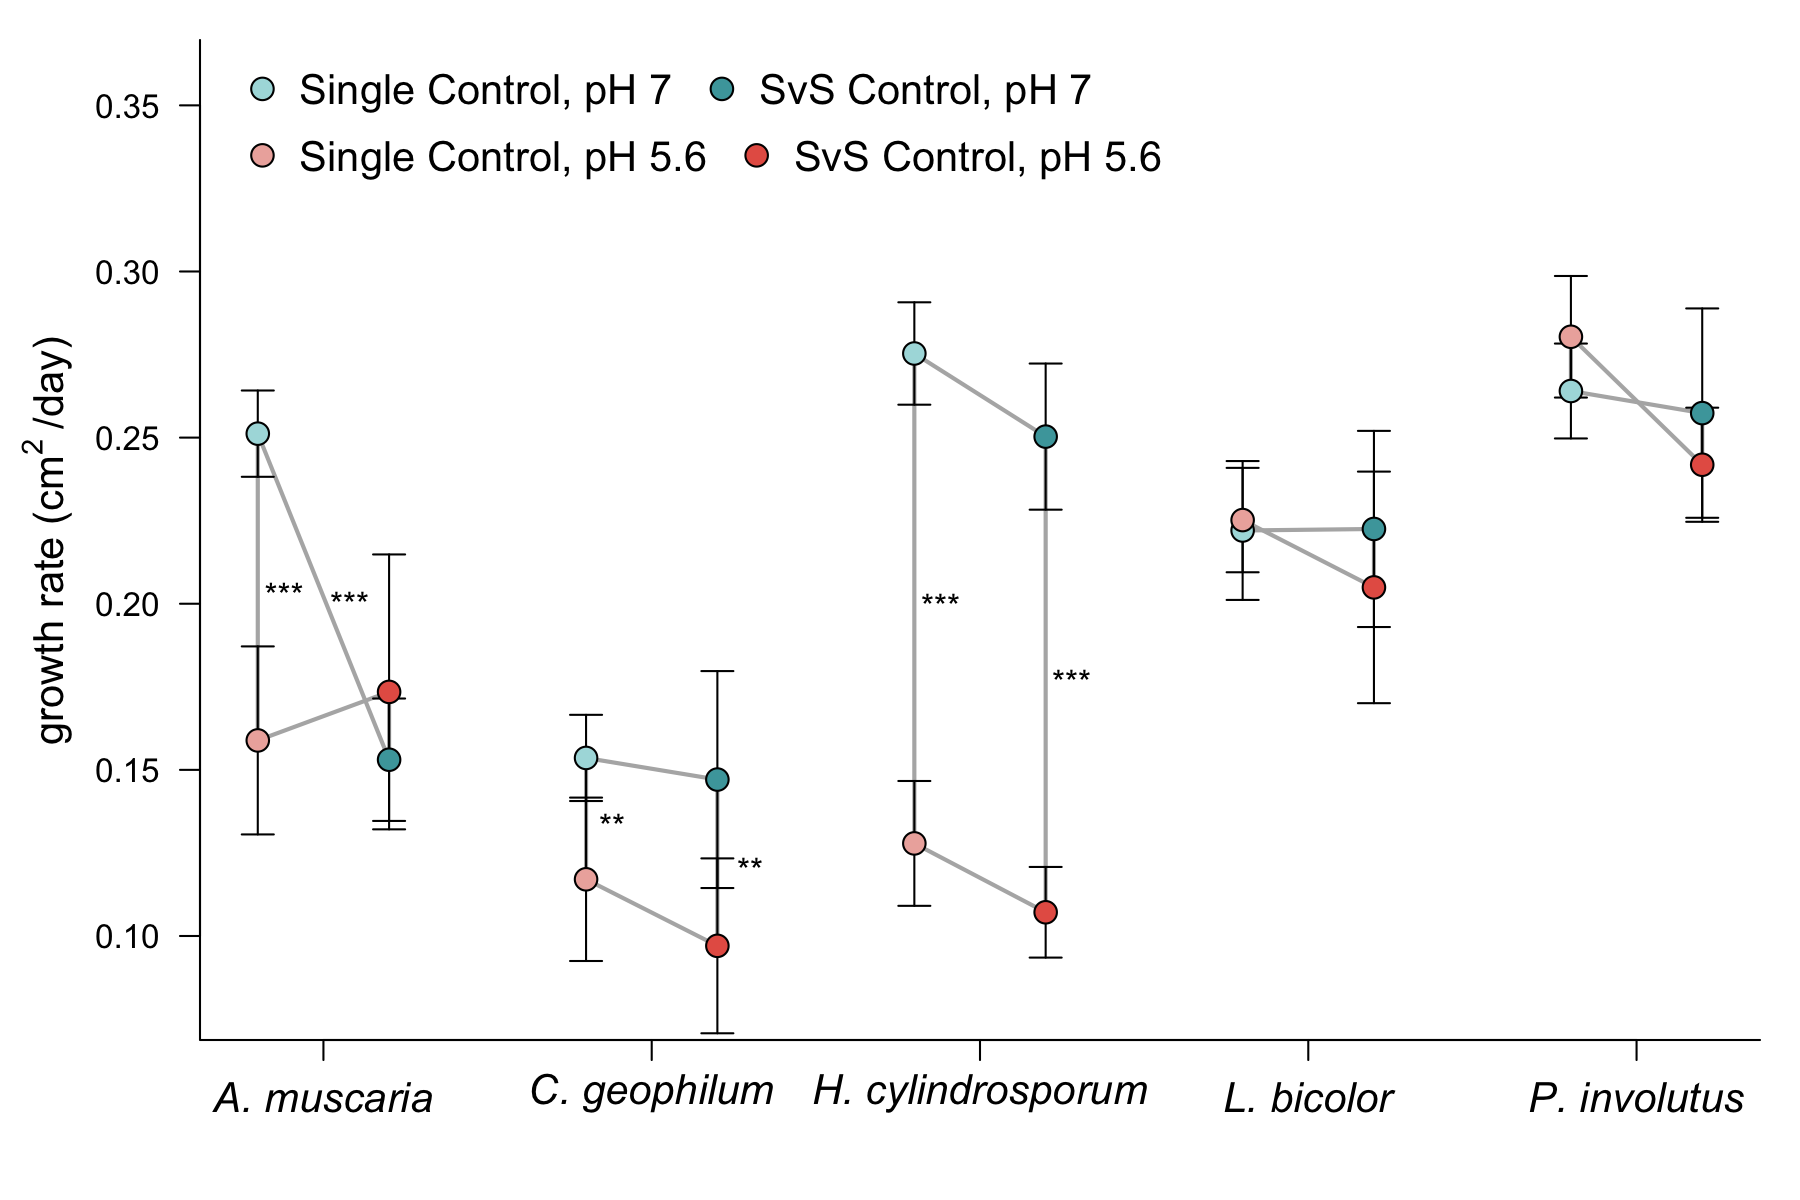 Single Control, pH 7 SvS Control, pH 7
Single Control, pH 5.6 SvS Control, pH 5.6
growth rate (cm² /day)
0.35
0.30
0.25
0.20
0.15
0.10
*** ***
** **
*** ***
A. muscaria C. geophilum H. cylindrosporum L. bicolor P. involutus